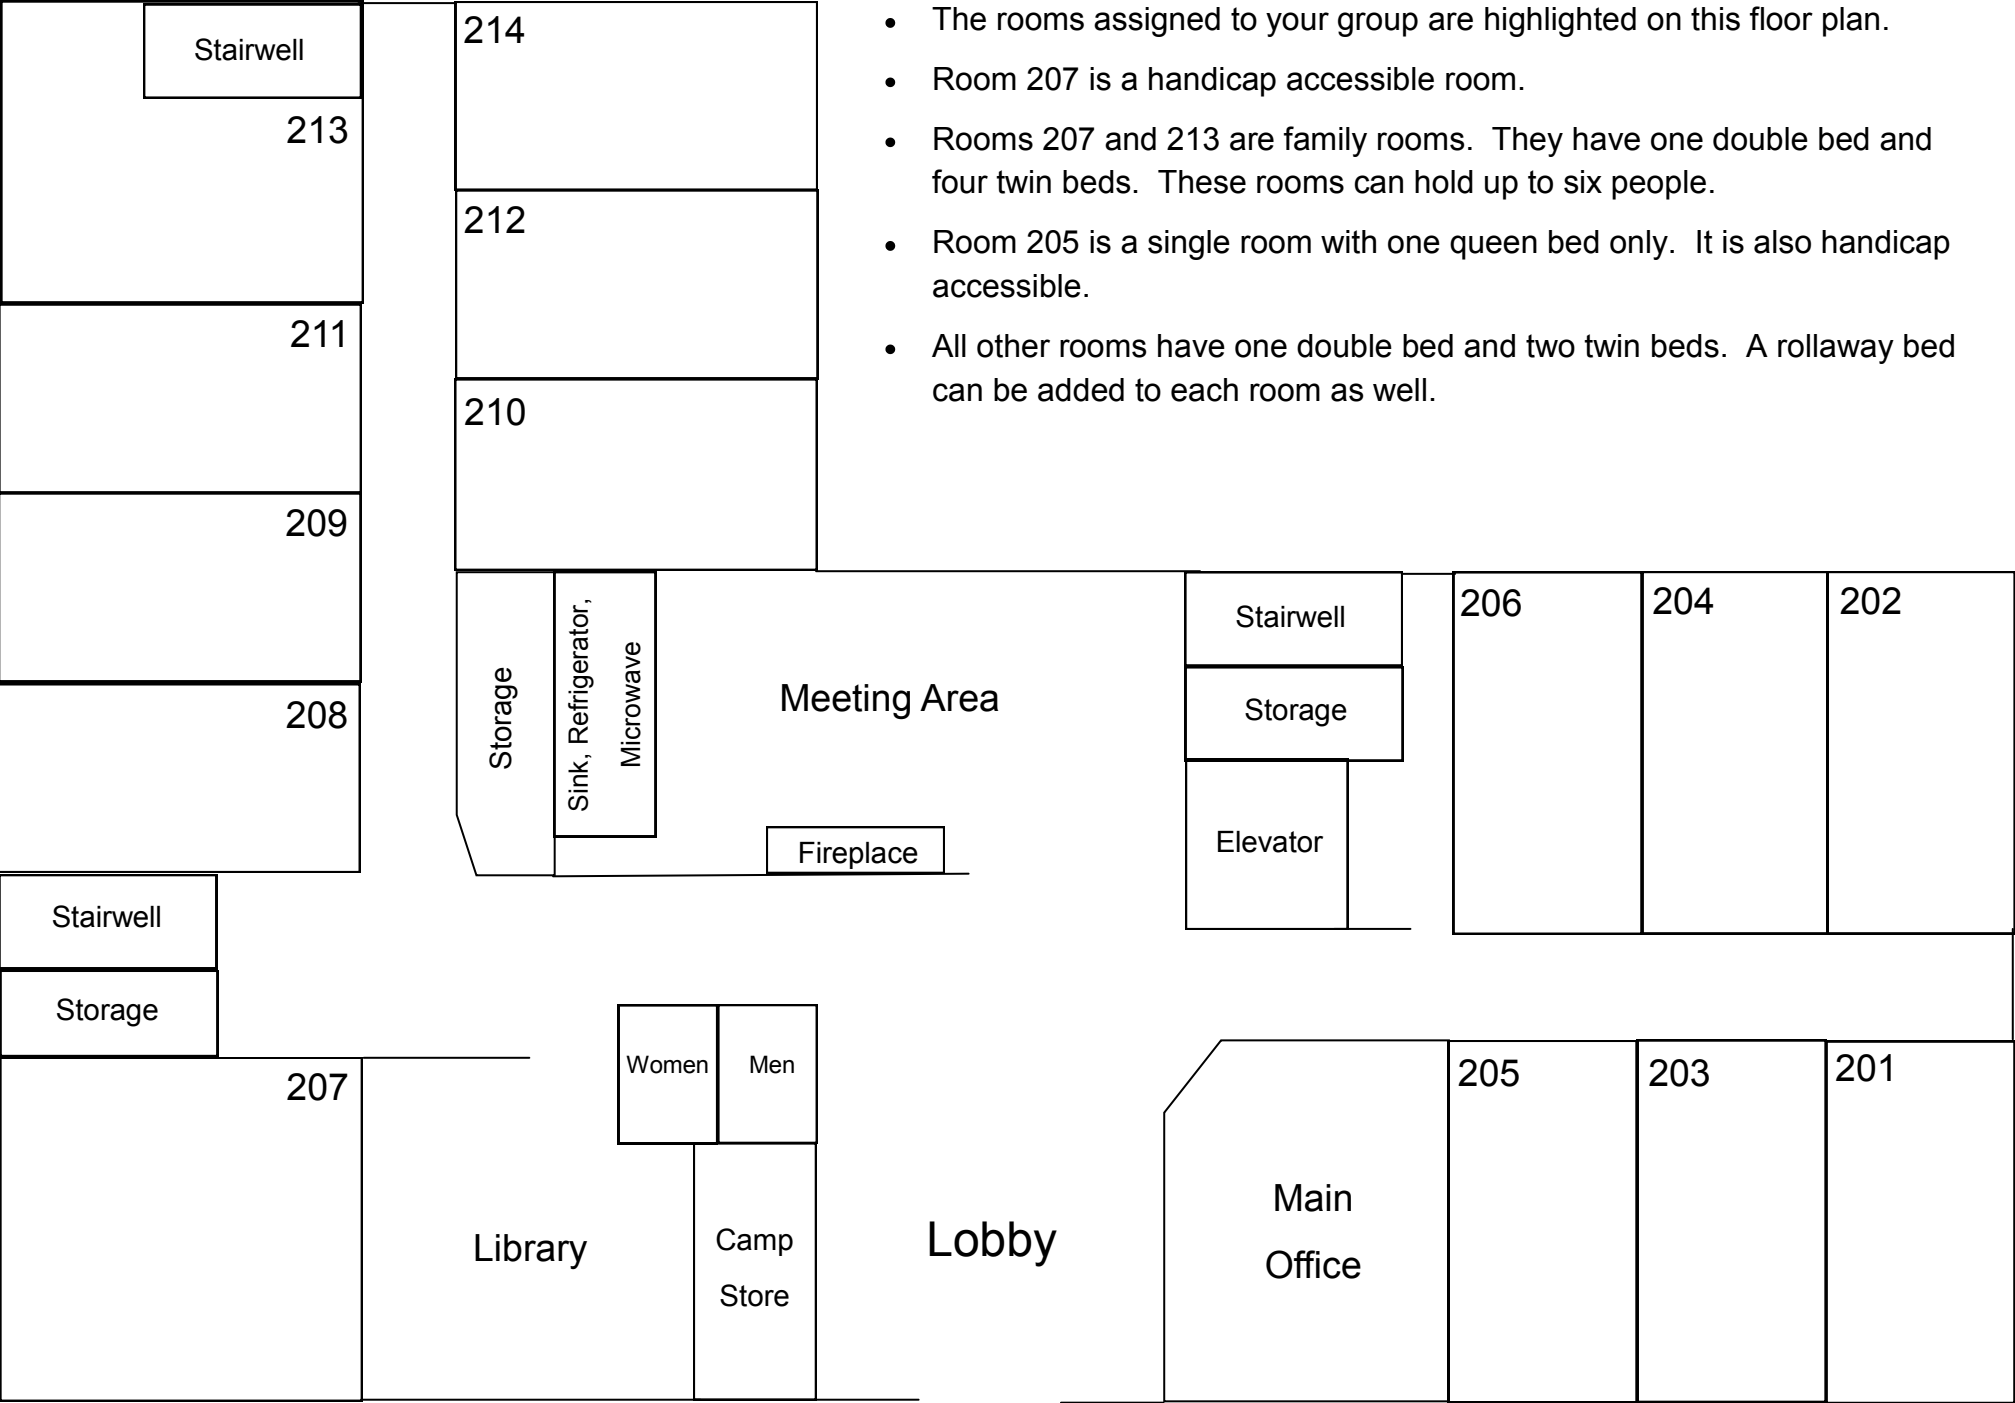 Stairwell
213
214
• The rooms assigned to your group are highlighted on this floor plan.
• Room 207 is a handicap accessible room.
• Rooms 207 and 213 are family rooms.  They have one double bed and
four twin beds.  These rooms can hold up to six people.
• Room 205 is a single room with one queen bed only.  It is also handicap
accessible.
• All other rooms have one double bed and two twin beds.  A rollaway bed
can be added to each room as well.
212
211
210
209
208
Storage
Sink, Refrigerator,
Microwave
Meeting Area
Fireplace
Stairwell
Storage
Elevator
206
204
202
Stairwell
Storage
207
Library
Women
Men
Camp
Store
Lobby
Main
Office
205
203
201